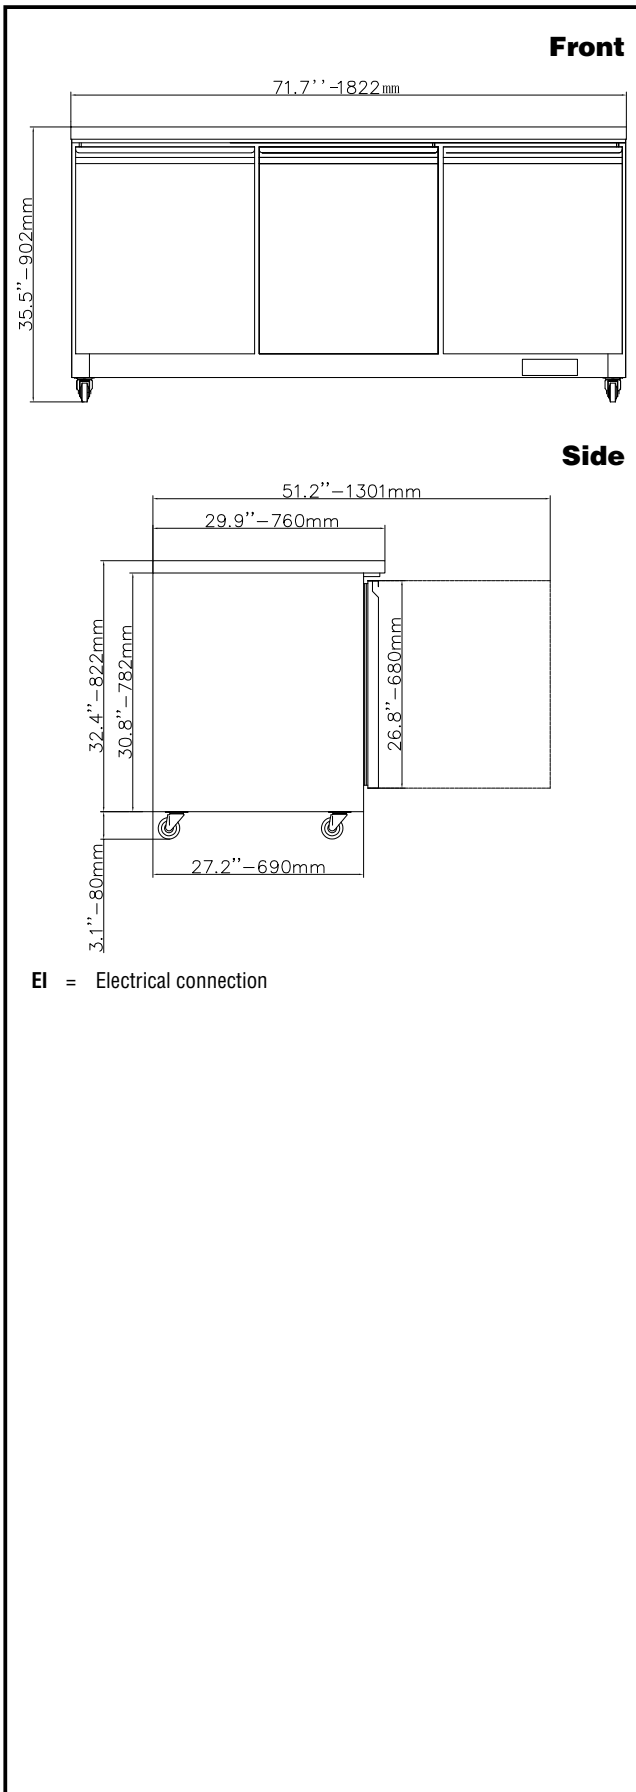 Front
71.7''-1822mm
35.5''-902mm
Side
51.2''-1301mm
29.9''-760mm
32.4''-822mm
30.8''-782mm
26.8''-680mm
27.2''-690mm
3.1''-80mm
EI = Electrical connection